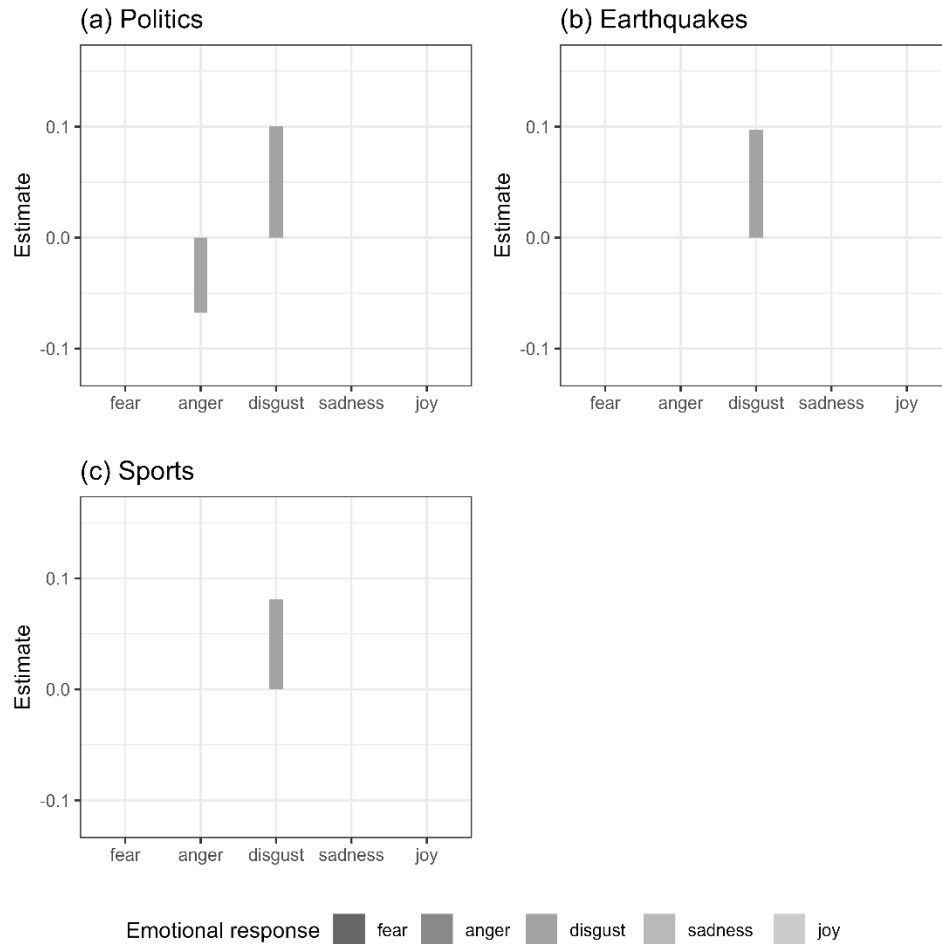 (a) Politics
Estimate
0.1
0.0
-0.1
fear anger disgust sadness joy
(b) Earthquakes
Estimate
0.1
0.0
-0.1
fear anger disgust sadness joy
(c) Sports
Estimate
0.1
0.0
-0.1
fear anger disgust sadness joy
Emotional response fear anger disgust sadness joy